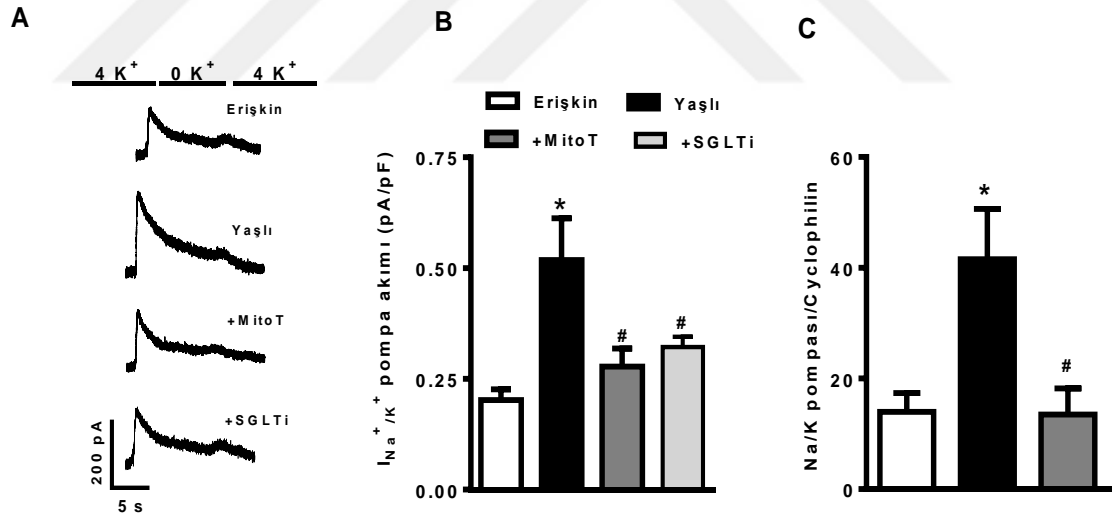 A
4 K+ 0 K+ 4 K+
Erişkin
Yaşlı
+MitoT
+SGLTi
200 pA
5 s
B
Erişkin Yaşlı
+MitoT +SGLTi
I Na+/K+ pompa akımı (pA/pF)
0.75
0.50
0.25
0.00
*
#
#
C
Na/K pompası/Cyclophilin
60
40
20
0
*
#